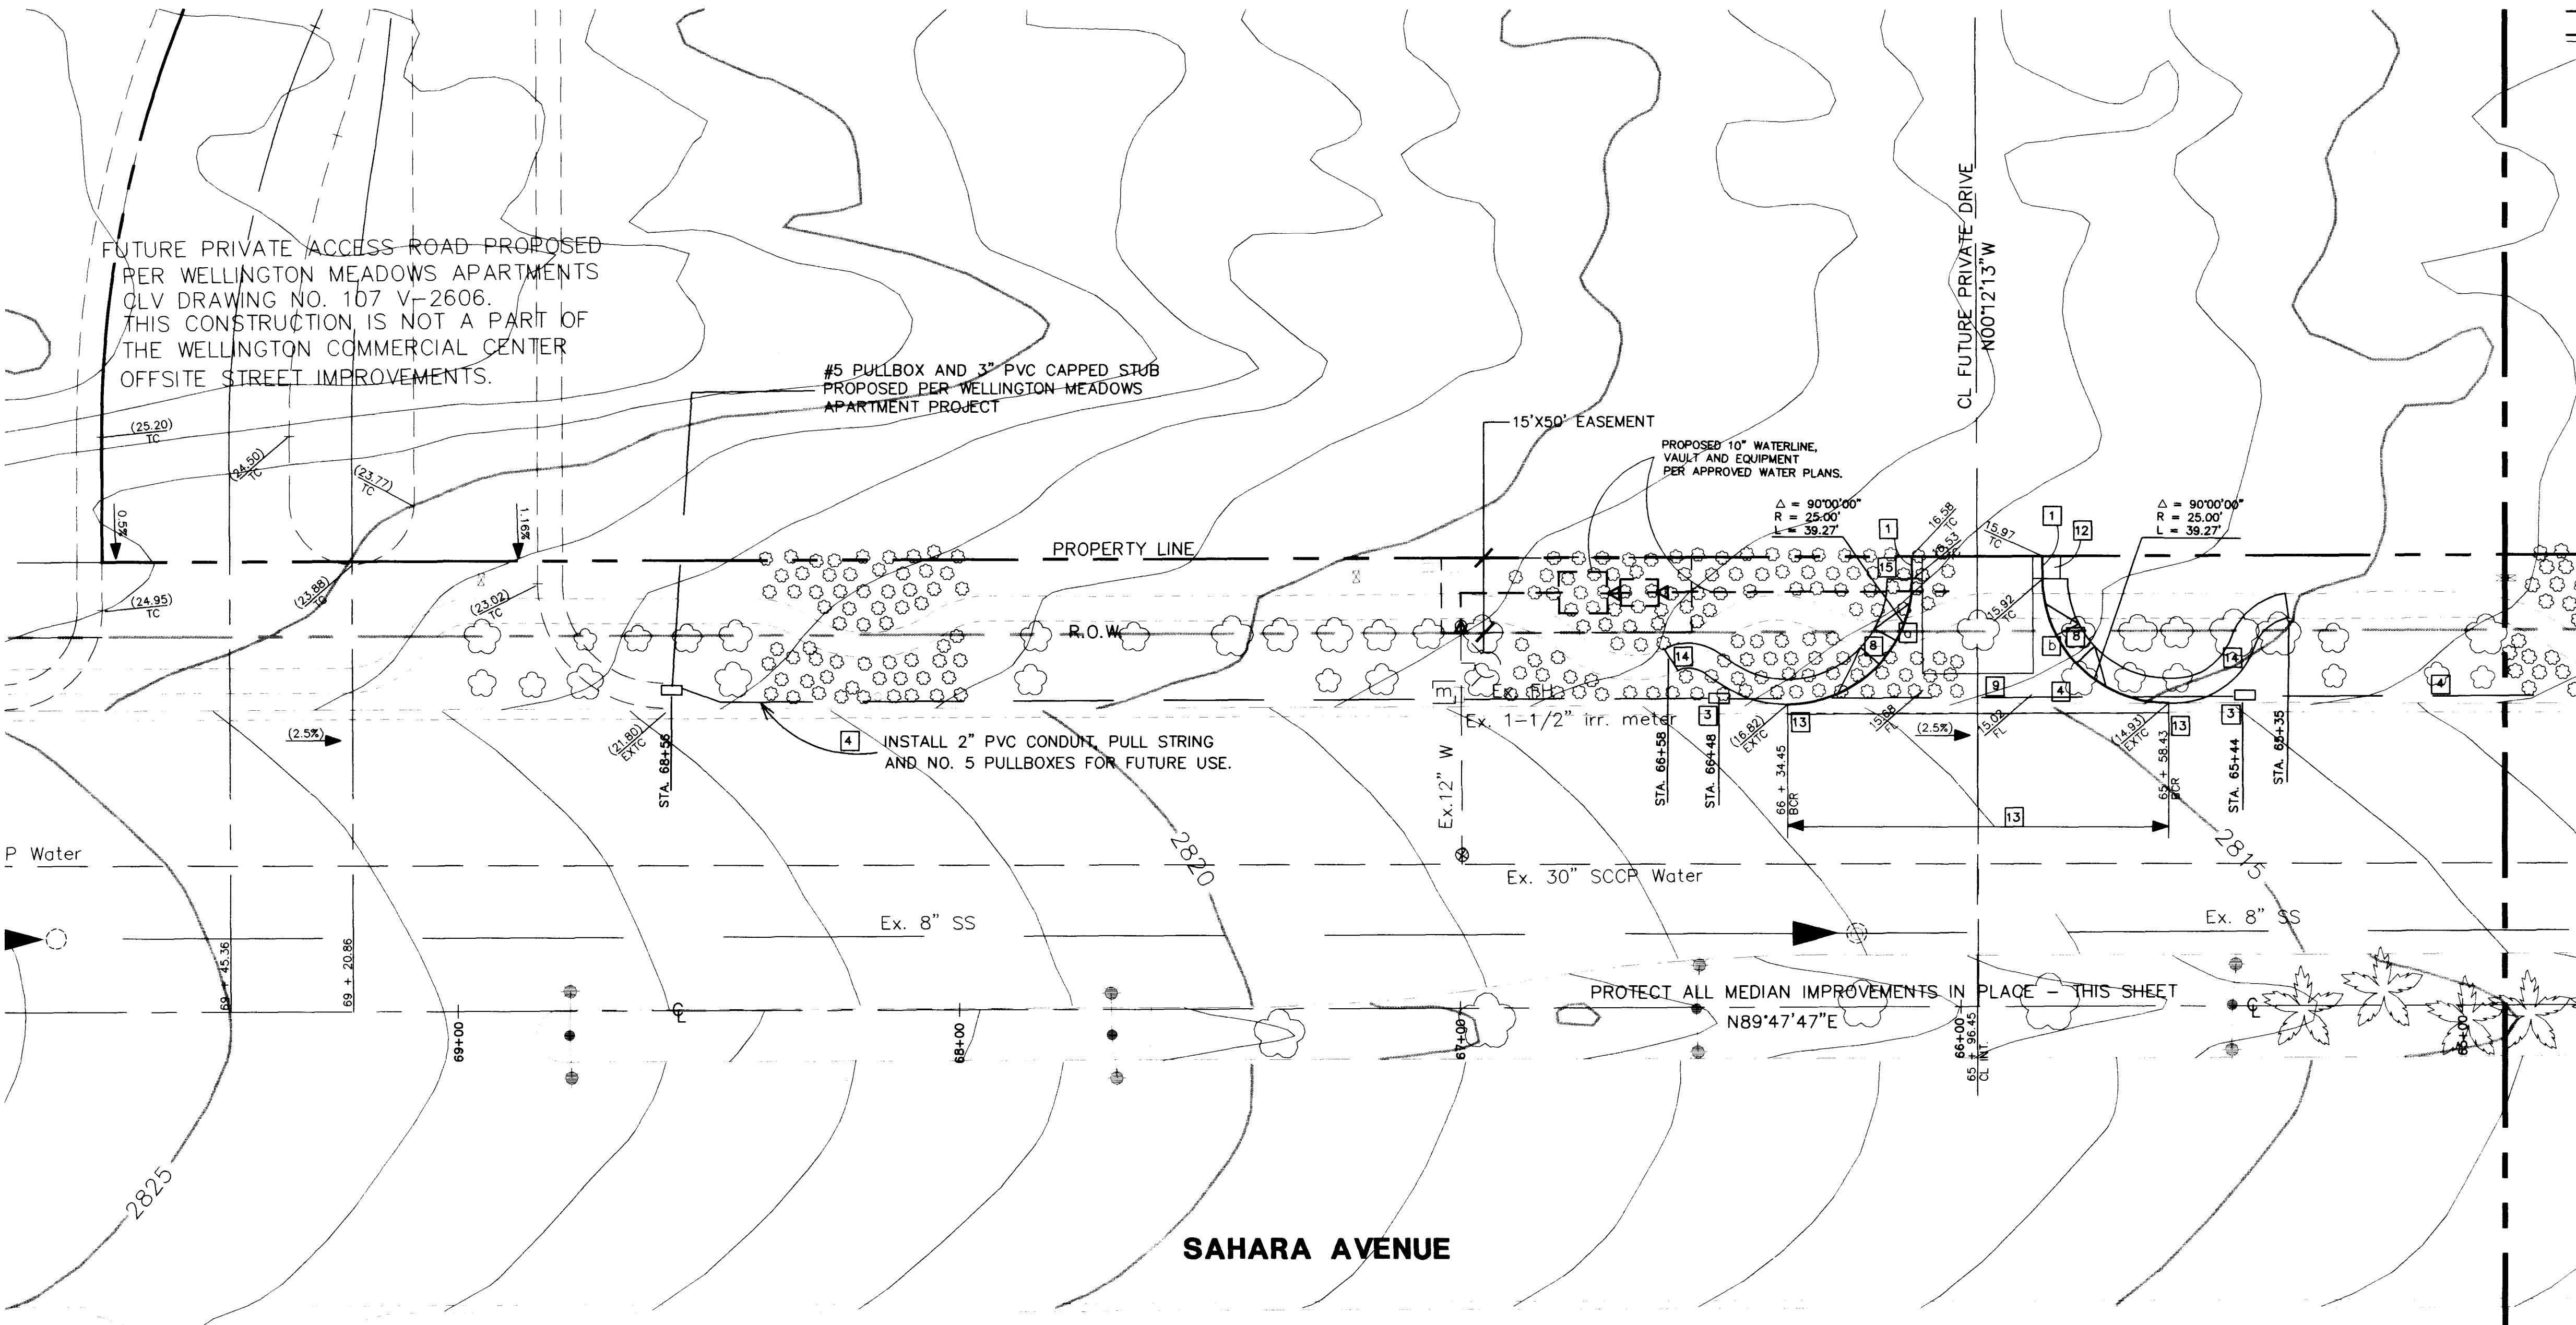 FUTURE PRIVATE ACCESS ROAD PROPOSED
PER WELLINGTON MEADOWS APARTMENTS
CLV DRAWING NO. 107 V-2606.
THIS CONSTRUCTION IS NOT A PART OF
THE WELLINGTON COMMERCIAL CENTER
OFFSITE STREET IMPROVEMENTS.
#5 PULLBOX AND 3" PVC CAPPED STUB
PROPOSED PER WELLINGTON MEADOWS
APARTMENT PROJECT
15'X50' EASEMENT
PROPOSED 10" WATERLINE,
VAULT AND EQUIPMENT
PER APPROVED WATER PLANS.
CL FUTURE PRIVATE DRIVE
N00°12'13"W
Δ = 90°00'00"
R = 25.00'
L = 39.27'
Δ = 90°00'00"
R = 25.00'
L = 39.27'
(25.20)
TC
(24.50)
TC
(23.77)
TC
0.5%
1.16%
PROPERTY LINE
1
16.58
TC
15.97
TC
1
12
15
(24.95)
TC
(23.88)
TC
(23.02)
TC
15.92
TC
R.O.W.
8
b
8
14
14
m
Ex. FH
9
4
4
Ex. 1-1/2" irr. meter
3
13
13
3
(2.5%)
(21.80)
EXTC
STA. 68+56
4
INSTALL 2" PVC CONDUIT, PULL STRING
AND NO. 5 PULLBOXES FOR FUTURE USE.
Ex.12" W
STA. 66+58
STA. 66+48
(16.82)
EXTC
66 + 34.45
BCR
15.68
FL
(2.5%)
15.02
FL
(14.93)
EXTC
65 + 58.43
BCR
STA. 65+44
STA. 65+35
13
P Water
2820
2815
Ex. 30" SCCP Water
Ex. 8" SS
Ex. 8" SS
69 + 45.36
69 + 20.86
PROTECT ALL MEDIAN IMPROVEMENTS IN PLACE - THIS SHEET
N89°47'47"E
69+00
68+00
67+00
66+00
65 + 96.45
CL INT.
65+00
2825
SAHARA AVENUE